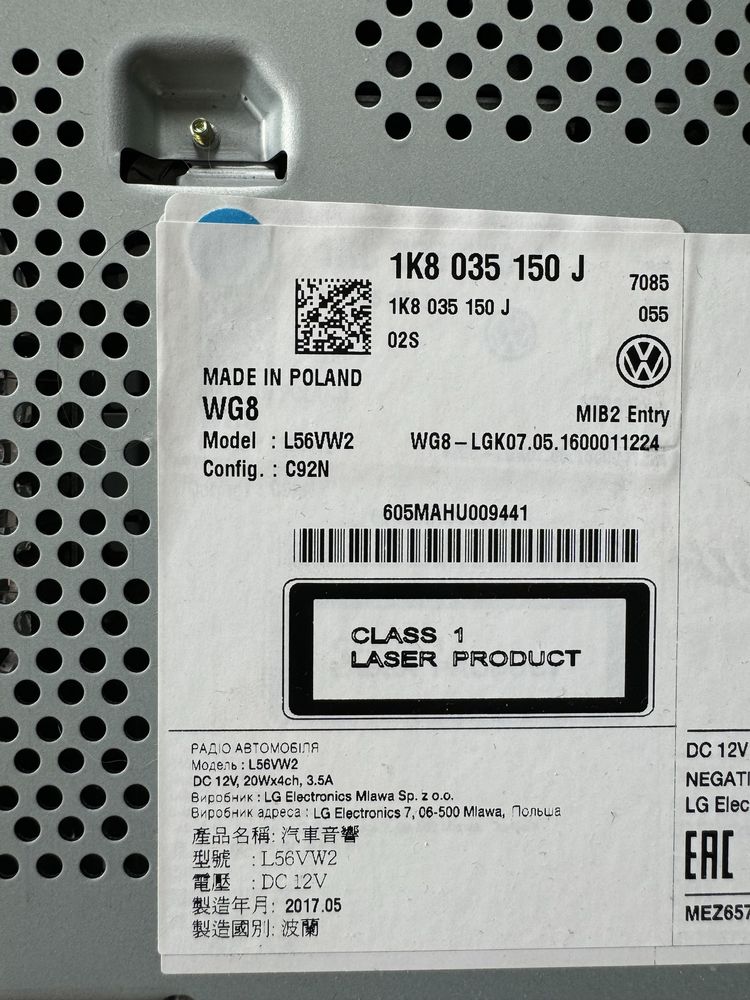 1K8 035 150 J
7085
1K8 035 150 J
055
02S
MADE IN POLAND
WG8
MIB2 Entry
Model : L56VW2
WG8-LGK07.05.1600011224
Config. : C92N
605MAHU009441
CLASS 1
LASER PRODUCT
РАДІО АВТОМОБІЛЯ
Модель : L56VW2
DC 12V, 20Wx4ch, 3.5A
Виробник : LG Electronics Mlawa Sp. z o.o.
Виробник адреса : LG Electronics 7, 06-500 Mlawa, Польша
產品名稱: 汽車音響
型號 : L56VW2
電壓 : DC 12V
製造年月: 2017.05
製造國別: 波蘭
DC 12V
NEGATI
LG Elec
EAC
MEZ657